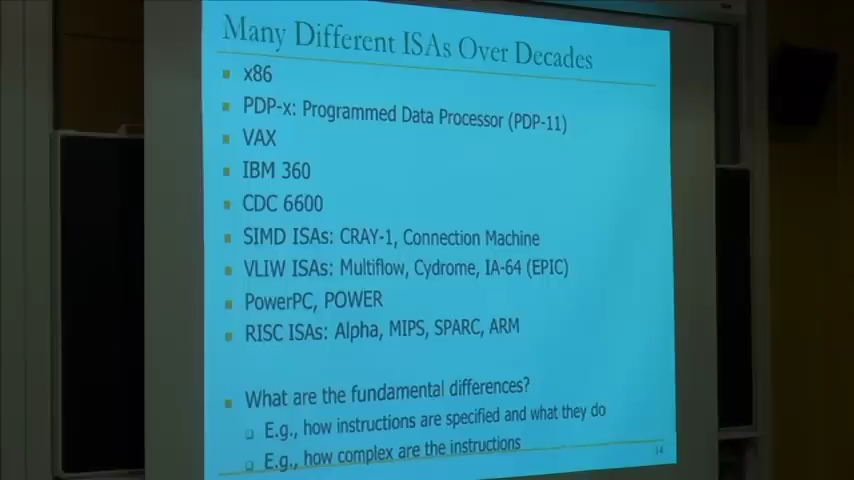 Many Different ISAs Over Decades
x86
PDP-x: Programmed Data Processor (PDP-11)
VAX
IBM 360
CDC 6600
SIMD ISAs: CRAY-1, Connection Machine
VLIW ISAs: Multiflow, Cydrome, IA-64 (EPIC)
PowerPC, POWER
RISC ISAs: Alpha, MIPS, SPARC, ARM
What are the fundamental differences?
E.g., how instructions are specified and what they do
E.g., how complex are the instructions
14